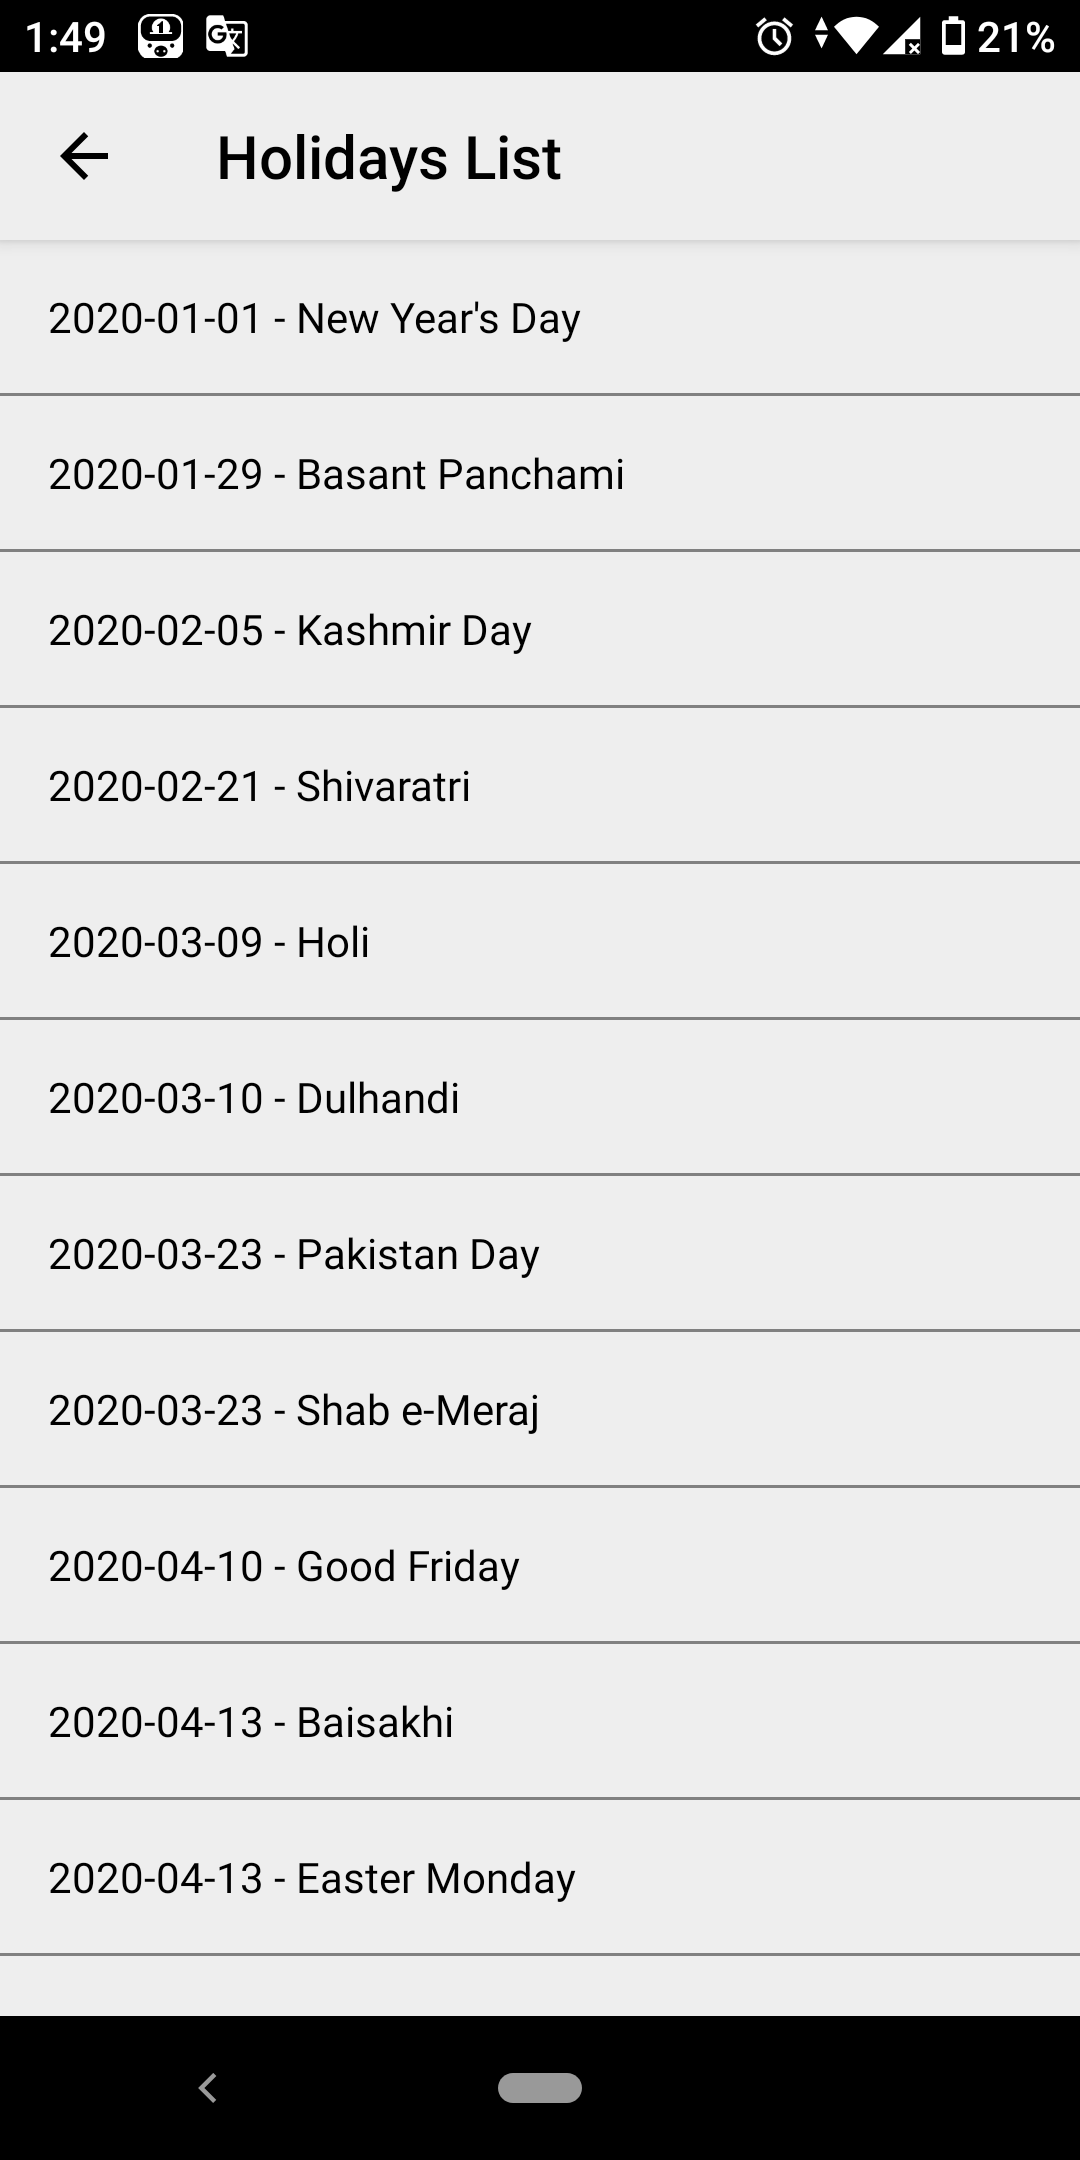 1:49
21%
Holidays List
2020-01-01 - New Year's Day
2020-01-29 - Basant Panchami
2020-02-05 - Kashmir Day
2020-02-21 - Shivaratri
2020-03-09 - Holi
2020-03-10 - Dulhandi
2020-03-23 - Pakistan Day
2020-03-23 - Shab e-Meraj
2020-04-10 - Good Friday
2020-04-13 - Baisakhi
2020-04-13 - Easter Monday